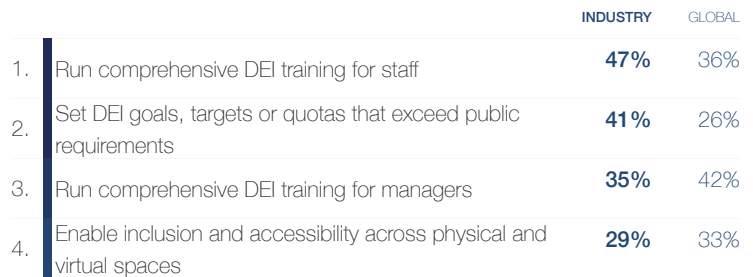 INDUSTRY GLOBAL
1. Run comprehensive DEI training for staff 47% 36%
2. Set DEI goals, targets or quotas that exceed public 41% 26%
requirements
3. Run comprehensive DEI training for managers 35% 42%
4. Enable inclusion and accessibility across physical and 29% 33%
virtual spaces